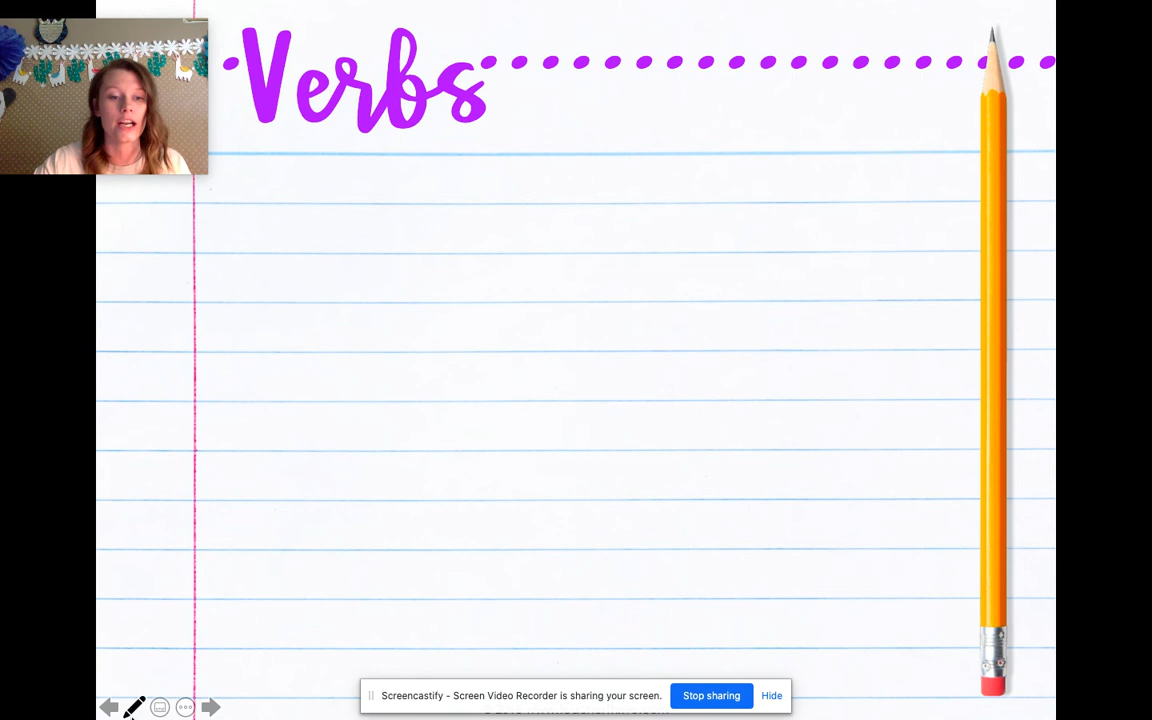 Verbs
Screencastify - Screen Video Recorder is sharing your screen.
Stop sharing
Hide